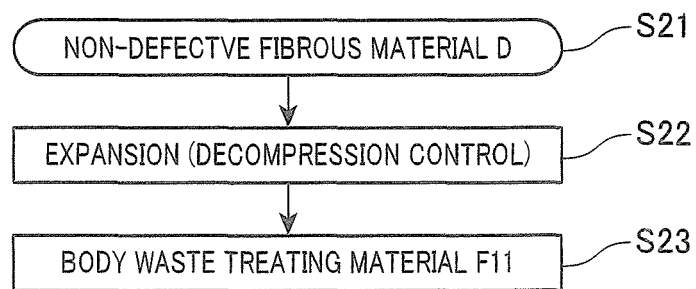 NON-DEFECTVE FIBROUS MATERIAL D
S21
EXPANSION (DECOMPRESSION CONTROL)
S22
BODY WASTE TREATING MATERIAL F11
S23